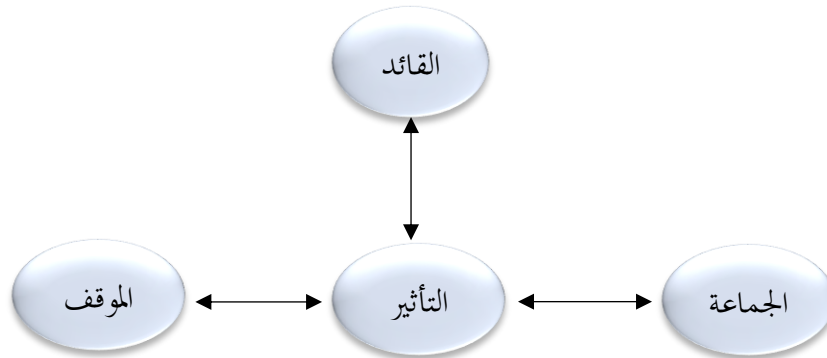 القائد
الجماعة
التأثير
الموقف